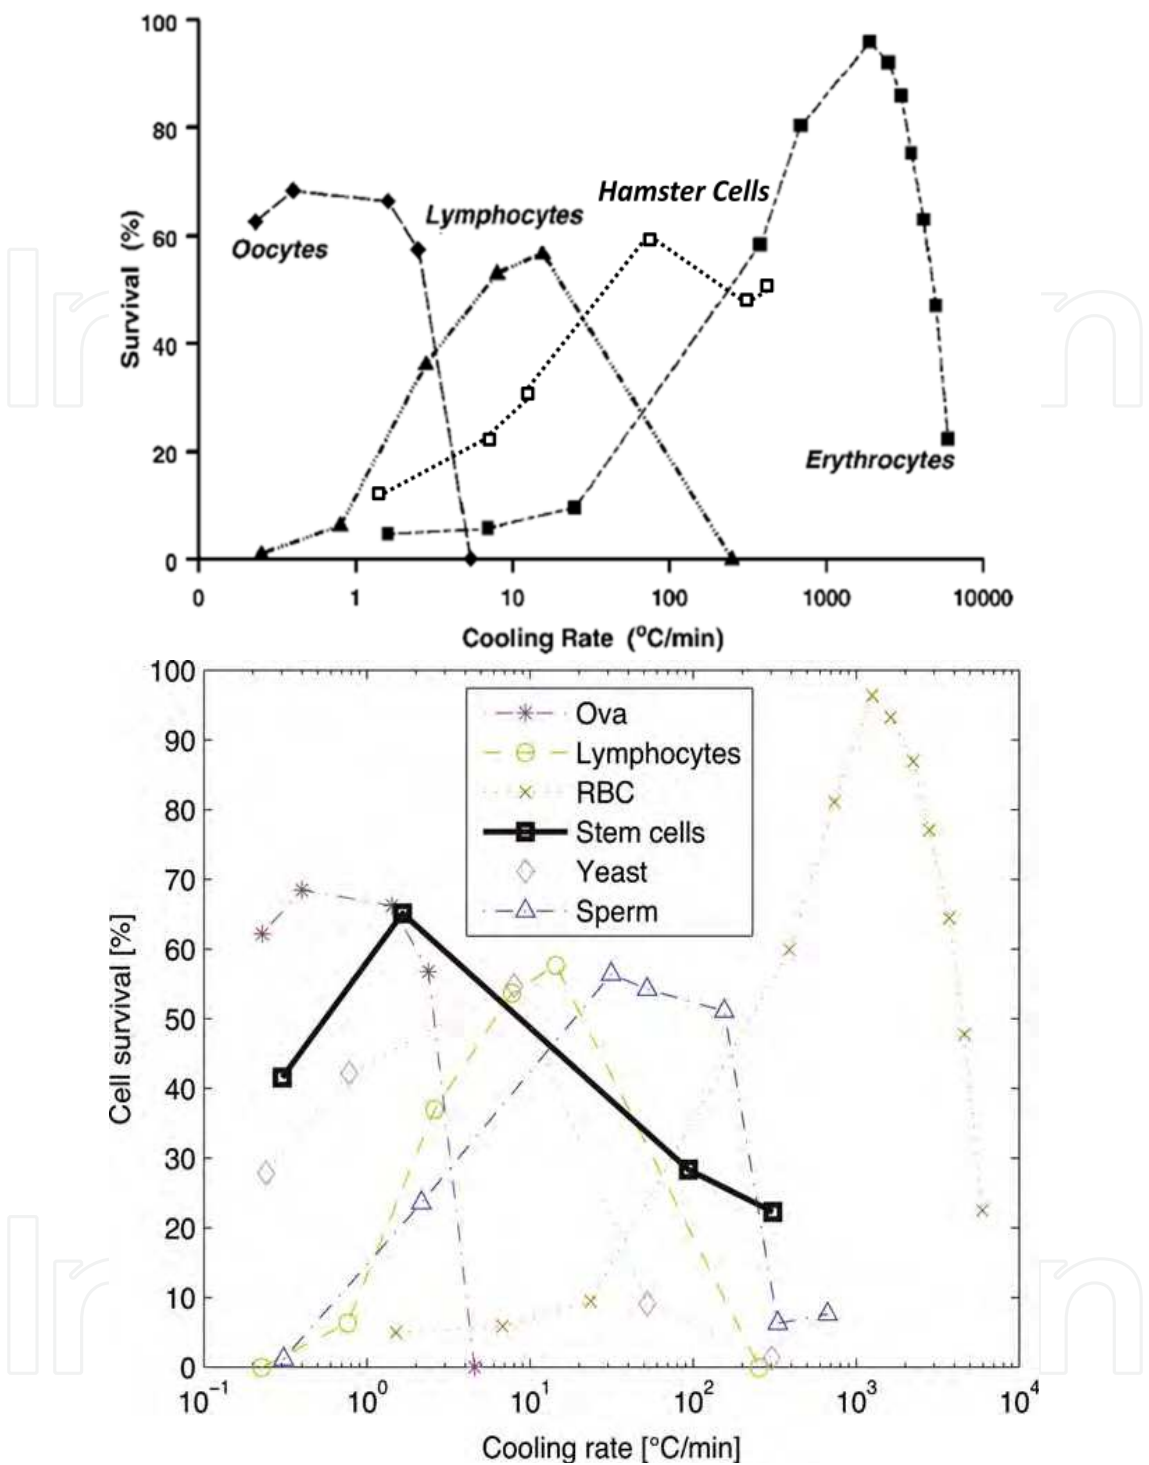 100
80
60
40
20
0
Survival (%)
Oocytes
Lymphocytes
Hamster Cells
Erythrocytes
0 1 10 100 1000 10000
Cooling Rate (°C/min)
100
90
80
70
60
50
40
30
20
10
0
Cell survival [%]
Ova
Lymphocytes
RBC
Stem cells
Yeast
Sperm
10⁻¹ 10⁰ 10¹ 10² 10³ 10⁴
Cooling rate [°C/min]